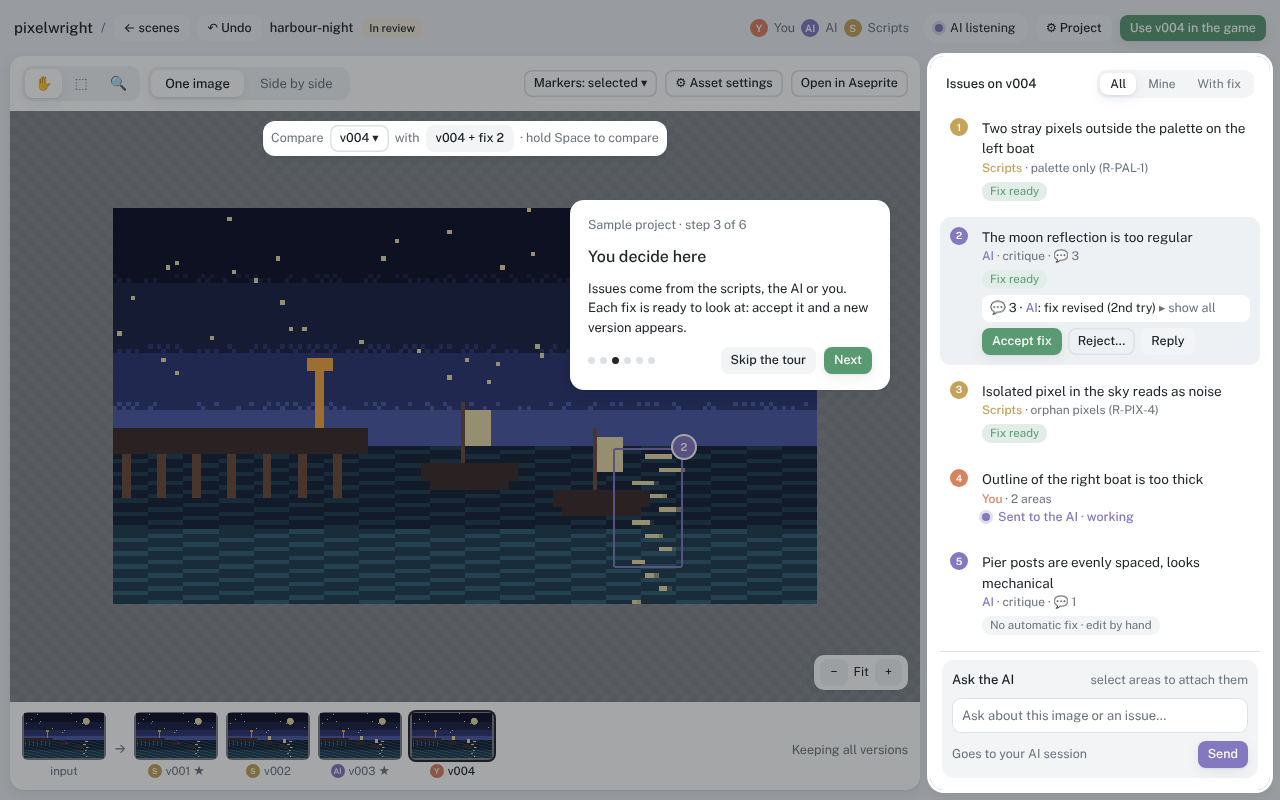 pixelwright / ← scenes ↶ Undo harbour-night In review Y You AI AI S Scripts AI listening ⚙ Project Use v004 in the game
One image Side by side Markers: selected ▾ ⚙ Asset settings Open in Aseprite
Compare v004 ▾ with v004 + fix 2 · hold Space to compare
Sample project · step 3 of 6
You decide here
Issues come from the scripts, the AI or you.
Each fix is ready to look at: accept it and a new
version appears.
Skip the tour Next
2
− Fit +
input → S v001 ★ S v002 AI v003 ★ Y v004 Keeping all versions
Issues on v004 All Mine With fix
1 Two stray pixels outside the palette on the
left boat
Scripts · palette only (R-PAL-1)
Fix ready
2 The moon reflection is too regular
AI · critique · 💬 3
Fix ready
💬 3 · AI: fix revised (2nd try) ▸ show all
Accept fix Reject… Reply
3 Isolated pixel in the sky reads as noise
Scripts · orphan pixels (R-PIX-4)
Fix ready
4 Outline of the right boat is too thick
You · 2 areas
Sent to the AI · working
5 Pier posts are evenly spaced, looks
mechanical
AI · critique · 💬 1
No automatic fix · edit by hand
Ask the AI select areas to attach them
Ask about this image or an issue…
Goes to your AI session Send